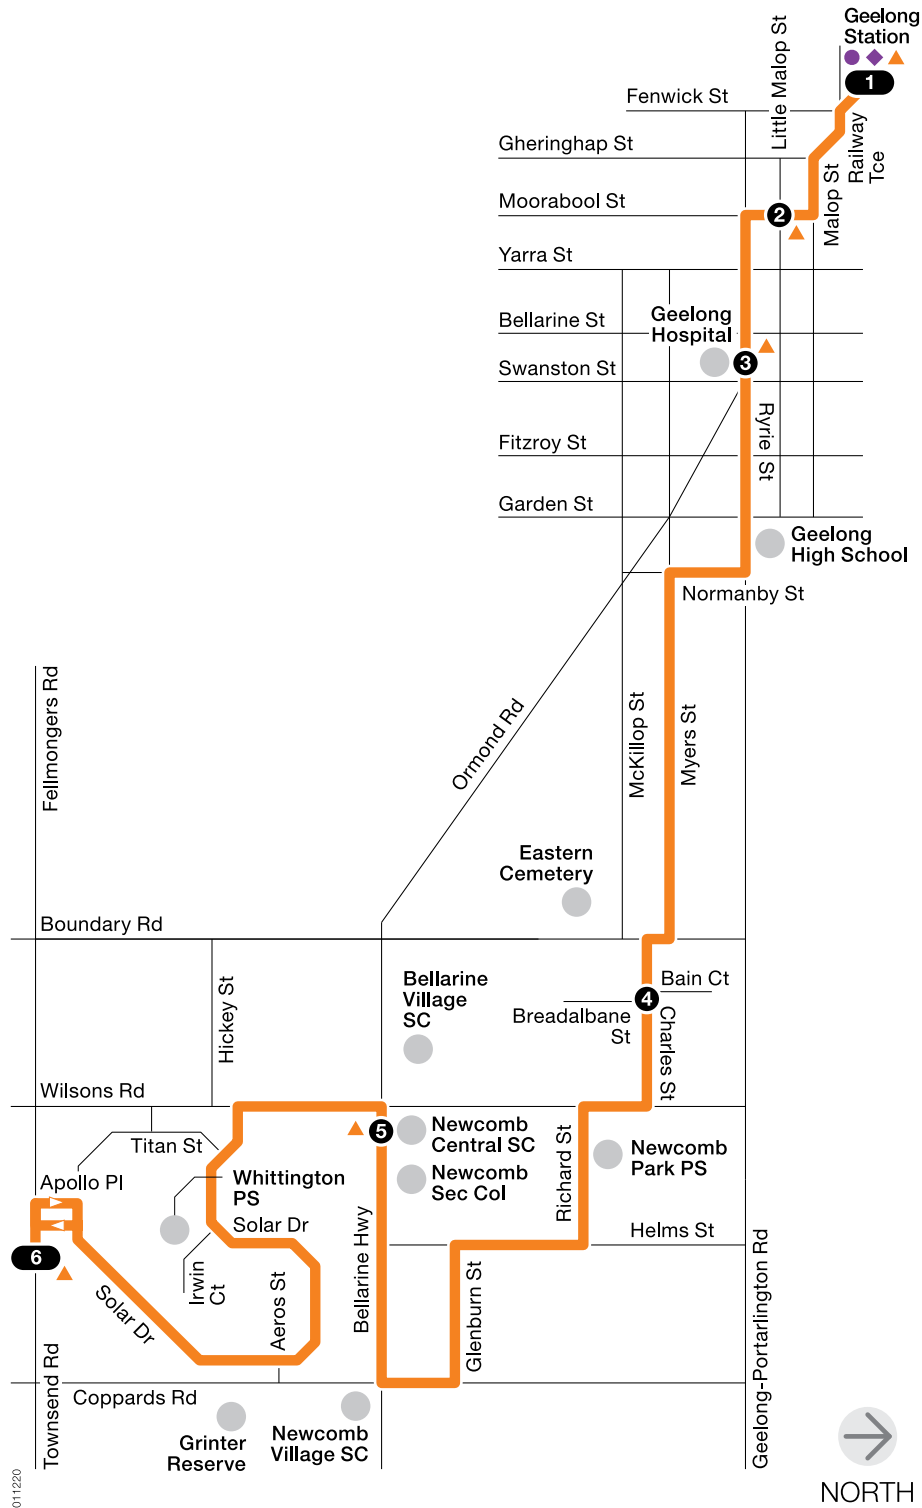 Geelong
Station
1
Little Malop St
Fenwick St
Railway
Tce
Gheringhap St
Malop St
Moorabool St
2
Yarra St
Bellarine St
Geelong
Hospital
3
Swanston St
Ryrie St
Fitzroy St
Garden St
Geelong
High School
Normanby St
Fellmongers Rd
Ormond Rd
McKillop St
Myers St
Eastern
Cemetery
Boundary Rd
Hickey St
Bellarine
Village
SC
Bain Ct
4
Breadalbane
St
Charles St
Wilsons Rd
5
Newcomb
Central SC
Titan St
Richard St
Newcomb
Park PS
Newcomb
Sec Col
Whittington
PS
Apollo Pl
Solar Dr
Helms St
6
Irwin
Ct
Bellarine Hwy
Solar Dr
Aeros St
Glenburn St
Geelong-Portarlington Rd
Townsend Rd
Coppards Rd
Grinter
Reserve
Newcomb
Village SC
011220
NORTH